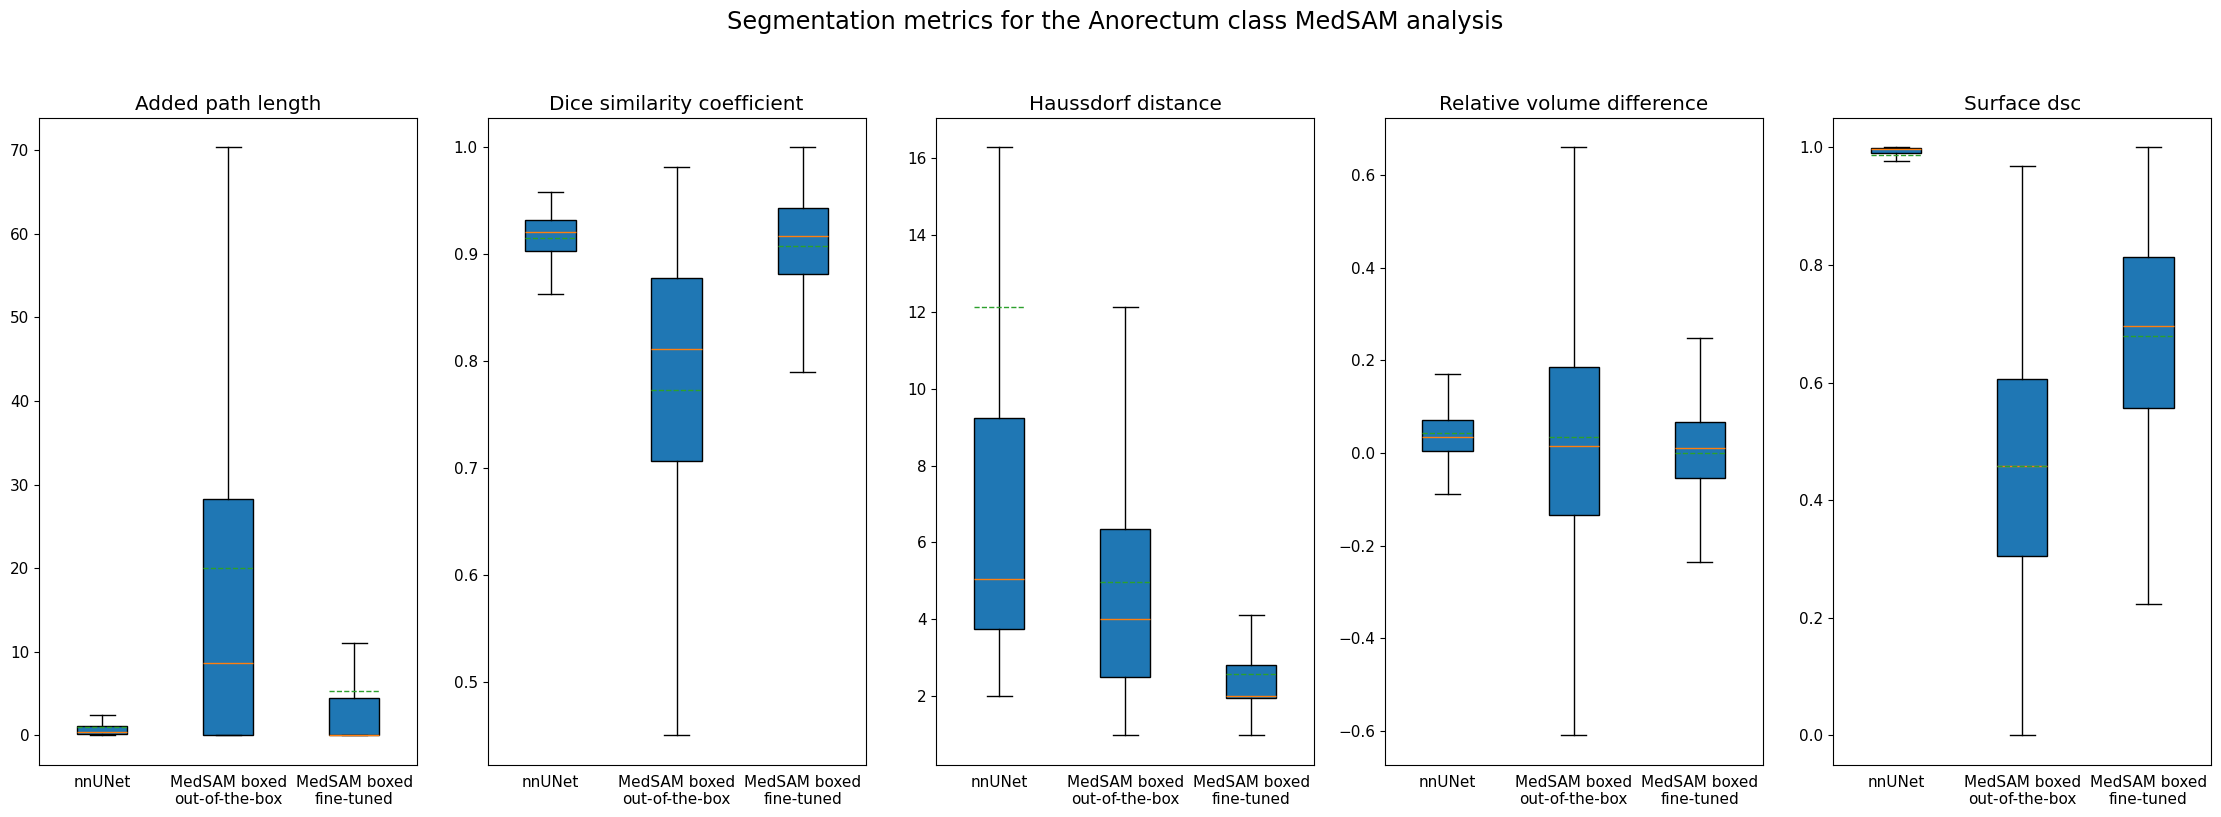 Segmentation metrics for the Anorectum class MedSAM analysis
Added path length
70
60
50
40
30
20
10
0
nnUNet
MedSAM boxed
out-of-the-box
MedSAM boxed
fine-tuned
Dice similarity coefficient
1.0
0.9
0.8
0.7
0.6
0.5
nnUNet
MedSAM boxed
out-of-the-box
MedSAM boxed
fine-tuned
Haussdorf distance
16
14
12
10
8
6
4
2
nnUNet
MedSAM boxed
out-of-the-box
MedSAM boxed
fine-tuned
Relative volume difference
0.6
0.4
0.2
0.0
−0.2
−0.4
−0.6
nnUNet
MedSAM boxed
out-of-the-box
MedSAM boxed
fine-tuned
Surface dsc
1.0
0.8
0.6
0.4
0.2
0.0
nnUNet
MedSAM boxed
out-of-the-box
MedSAM boxed
fine-tuned